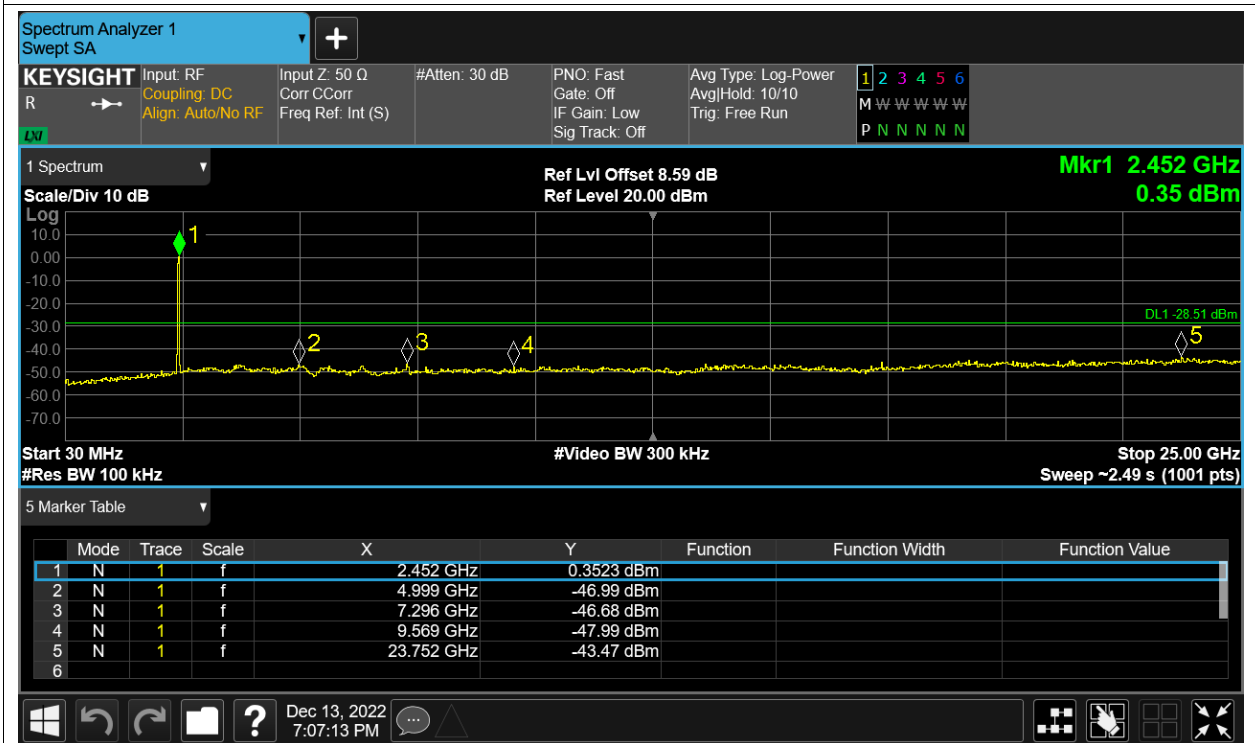 Spectrum Analyzer 1
Swept SA
KEYSIGHT Input: RF Input Z: 50 Ω #Atten: 30 dB PNO: Fast Avg Type: Log-Power 1 2 3 4 5 6
R Coupling: DC Corr CCorr Gate: Off Avg|Hold: 10/10 M W W W W W W
Align: Auto/No RF Freq Ref: Int (S) IF Gain: Low Trig: Free Run
LXI Sig Track: Off P N N N N N N
1 Spectrum Ref Lvl Offset 8.59 dB Mkr1 2.452 GHz
Scale/Div 10 dB Ref Level 20.00 dBm 0.35 dBm
Log
10.0 1
0.00
-10.0
-20.0
DL1 -28.51 dBm
-30.0
-40.0 2 3 4 5
-50.0
-60.0
-70.0
Start 30 MHz #Video BW 300 kHz Stop 25.00 GHz
#Res BW 100 kHz Sweep ~2.49 s (1001 pts)
5 Marker Table
Mode Trace Scale X Y Function Function Width Function Value
1 N 1 f 2.452 GHz 0.3523 dBm
2 N 1 f 4.999 GHz -46.99 dBm
3 N 1 f 7.296 GHz -46.68 dBm
4 N 1 f 9.569 GHz -47.99 dBm
5 N 1 f 23.752 GHz -43.47 dBm
6
? Dec 13, 2022
7:07:13 PM